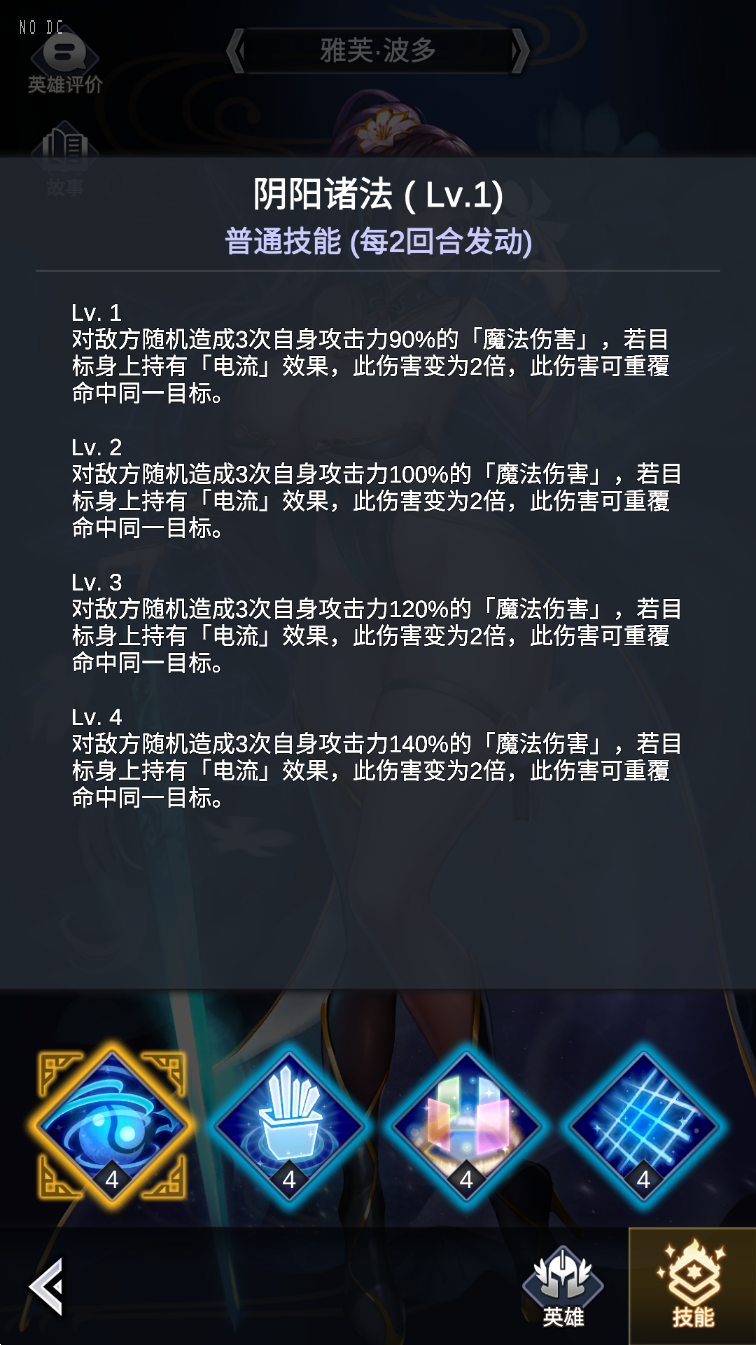 NO DC
雅芙·波多
英雄评价
故事
阴阳诸法 ( Lv.1)
普通技能 (每2回合发动)
Lv. 1
对敌方随机造成3次自身攻击力90%的「魔法伤害」，若目
标身上持有「电流」效果，此伤害变为2倍，此伤害可重覆
命中同一目标。
Lv. 2
对敌方随机造成3次自身攻击力100%的「魔法伤害」，若目
标身上持有「电流」效果，此伤害变为2倍，此伤害可重覆
命中同一目标。
Lv. 3
对敌方随机造成3次自身攻击力120%的「魔法伤害」，若目
标身上持有「电流」效果，此伤害变为2倍，此伤害可重覆
命中同一目标。
Lv. 4
对敌方随机造成3次自身攻击力140%的「魔法伤害」，若目
标身上持有「电流」效果，此伤害变为2倍，此伤害可重覆
命中同一目标。
4
4
4
4
英雄
技能